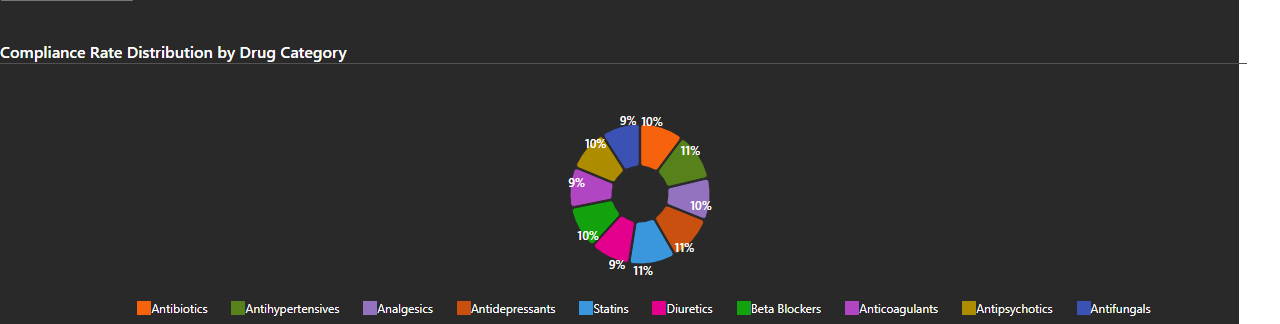 Compliance Rate Distribution by Drug Category
9% 10%
10% 11%
9% 10%
10% 11%
9% 11%
Antibiotics Antihypertensives Analgesics Antidepressants Statins Diuretics Beta Blockers Anticoagulants Antipsychotics Antifungals